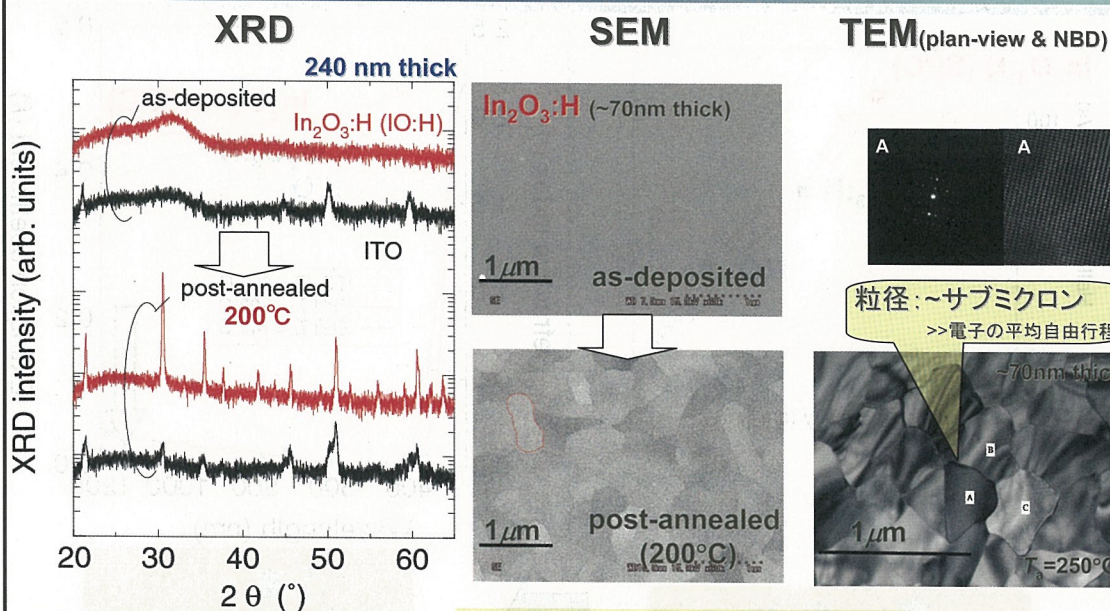 XRD
240 nm thick
as-deposited
In₂O₃:H (IO:H)
ITO
post-annealed
200℃
XRD intensity (arb. units)
20 30 40 50 60
2 θ (°)
SEM
In₂O₃:H (~70nm thick)
1μm
as-deposited
post-annealed
(200°C)
1μm
TEM(plan-view & NBD)
A
A
粒径:~サブミクロン
>>電子の平均自由行程
~70nm thic
B
A
C
1μm
Tₐ=250°C